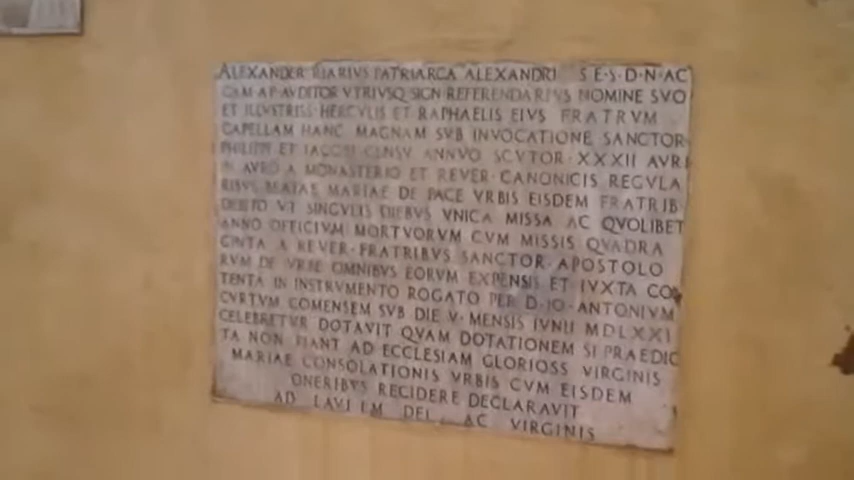 ALEXANDER RIARIVS PATRIARCA ALEXANDRI S·E·S·D·N·AC
CAM·AP·AVDITOR VTRIVSQ·SIGN·REFERENDARIVS NOMINE SVO
ET ILLVSTRISS·HERCVLIS ET RAPHAELIS EIVS FRATRVM
CAPELLAM HANC MAGNAM SVB INVOCATIONE SANCTOR·
PHILIPPI ET IACOBI CENSV ANNVO SCVTOR·XXXII AVRI
IN AVRO A MONASTERIO ET REVER·CANONICIS REGVLA
RIBVS BEATAE MARIAE DE PACE VRBIS EISDEM FRATRIB·
DEBITO VT SINGVLIS DIEBVS VNICA MISSA AC QVOLIBET
ANNO OFFICIVM MORTVORVM CVM MISSIS QVADRA
CINTA A REVER·FRATRIBVS SANCTOR·APOSTOLO
RVM DE VRBE OMNIBVS EORVM EXPENSIS ET IVXTA CON
TENTA IN INSTRVMENTO ROGATO PER D·IO·ANTONIVM
CVRTVM COMENSEM SVB DIE V·MENSIS IVNII MDLXXI
CELEBRETVR DOTAVIT QVAM DOTATIONEM SI PRAEDIC
TA NON FIANT AD ECCLESIAM GLORIOSS VIRGINIS
MARIAE CONSOLATIONIS VRBIS CVM EISDEM
ONERIBVS RECIDERE DECLARAVIT
AD DEI AC VIRGINIS